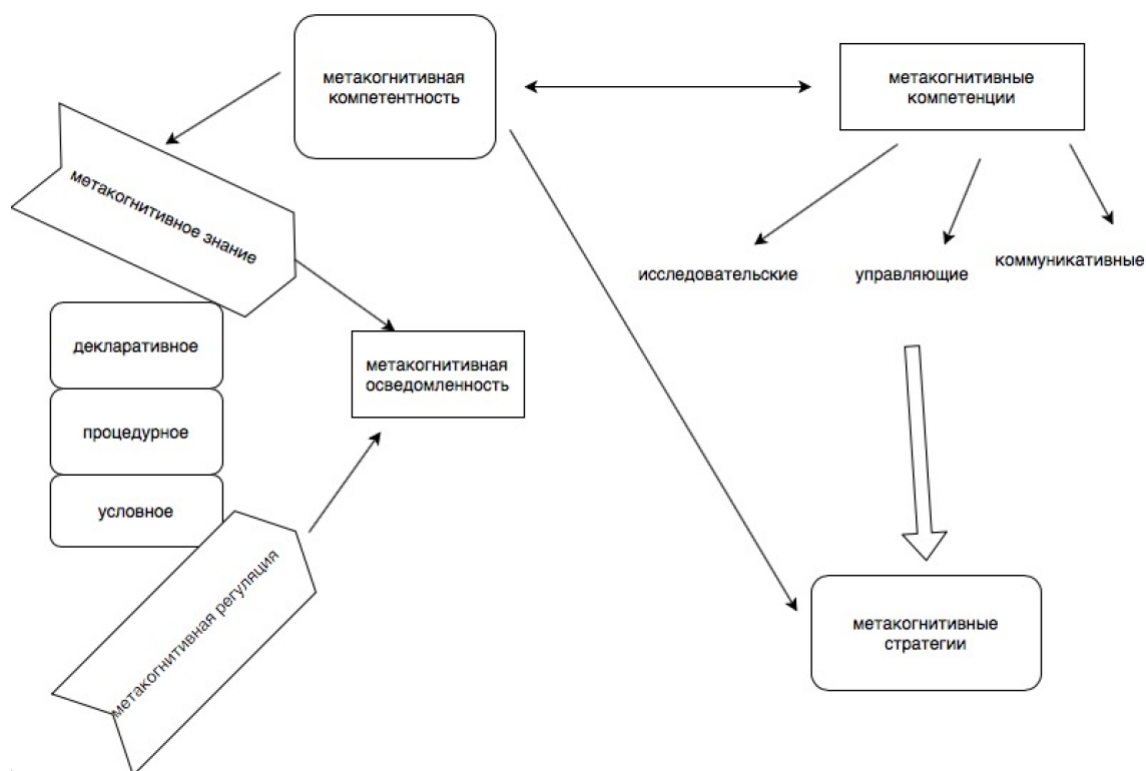 метакогнитивная
компетентность
метакогнитивные
компетенции
метакогнитивное знание
исследовательские
управляющие
коммуникативные
декларативное
метакогнитивная
осведомленность
процедурное
условное
метакогнитивная регуляция
метакогнитивные
стратегии